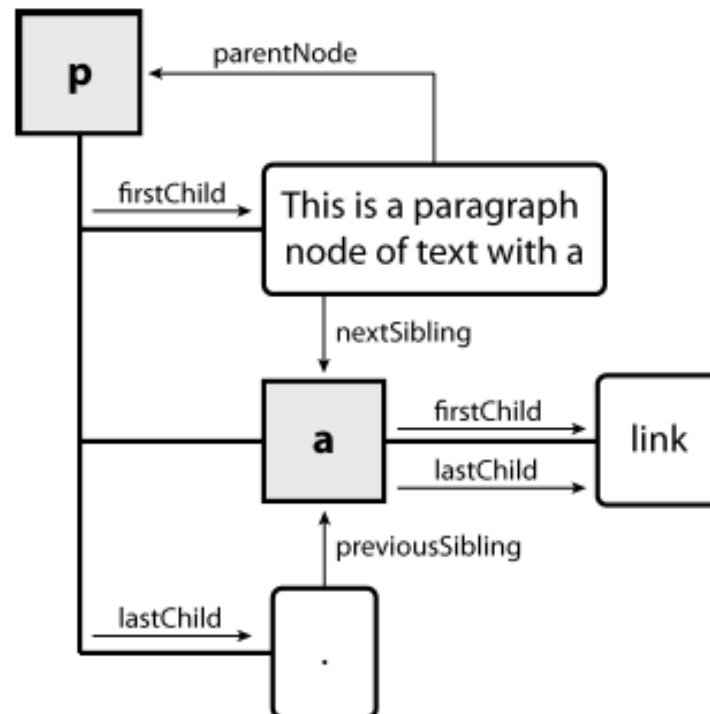 p
parentNode
firstChild
This is a paragraph
node of text with a
nextSibling
a
firstChild
link
lastChild
previousSibling
lastChild
.